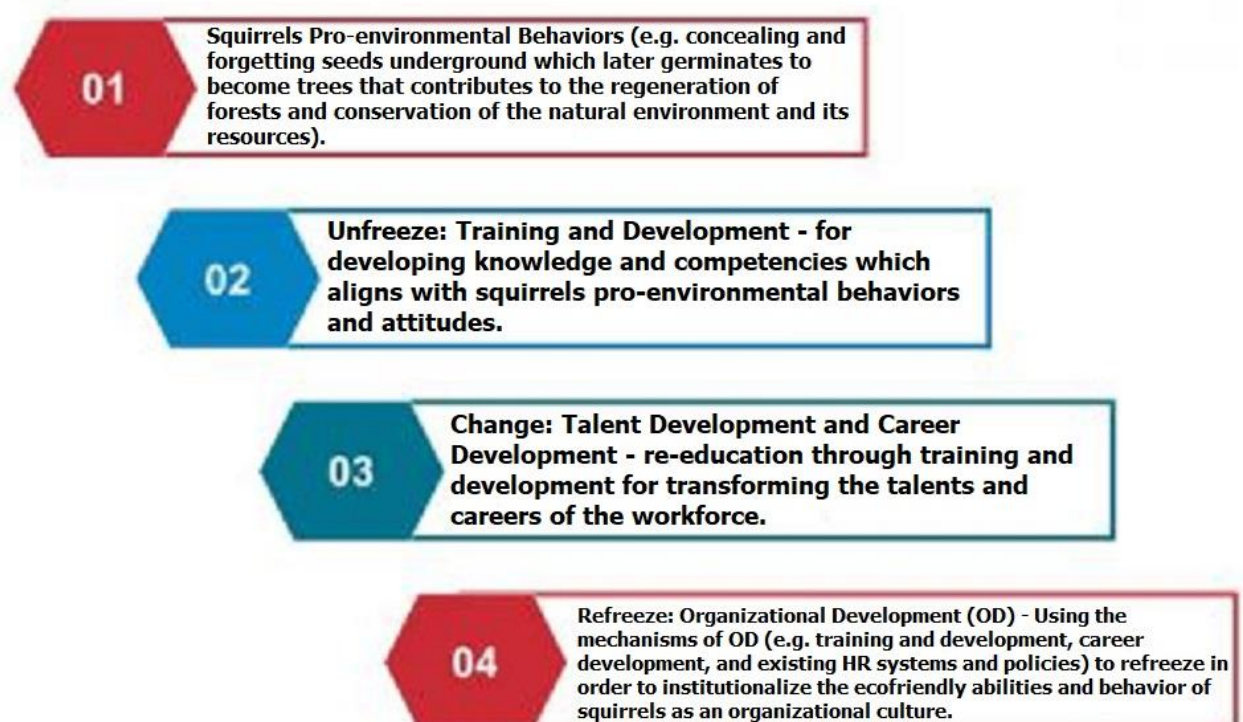 01
Squirrels Pro-environmental Behaviors (e.g. concealing and
forgetting seeds underground which later germinates to
become trees that contributes to the regeneration of
forests and conservation of the natural environment and its
resources).
02
Unfreeze: Training and Development - for
developing knowledge and competencies which
aligns with squirrels pro-environmental behaviors
and attitudes.
03
Change: Talent Development and Career
Development - re-education through training and
development for transforming the talents and
careers of the workforce.
04
Refreeze: Organizational Development (OD) - Using the
mechanisms of OD (e.g. training and development, career
development, and existing HR systems and policies) to refreeze in
order to institutionalize the ecofriendly abilities and behavior of
squirrels as an organizational culture.